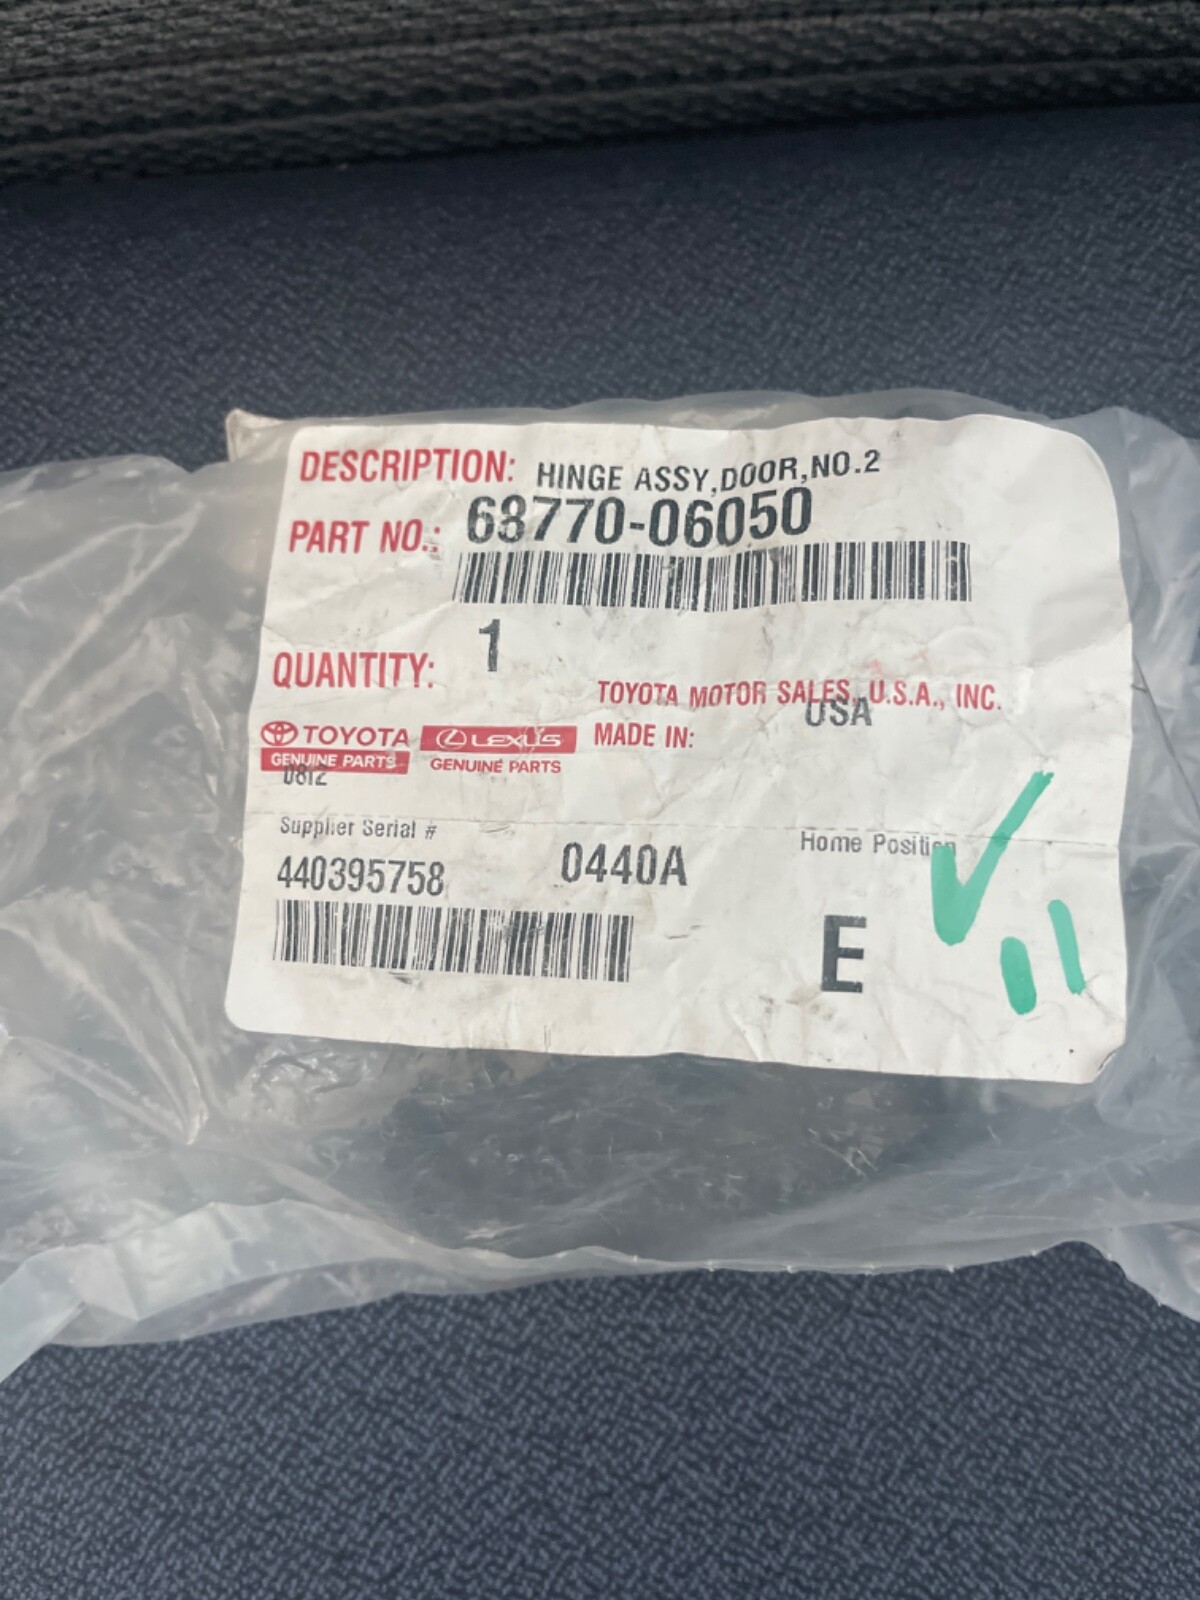 DESCRIPTION: HINGE ASSY,DOOR,NO.2
PART NO.: 68770-06050
QUANTITY: 1
TOYOTA MOTOR SALES, U.S.A., INC.
USA
MADE IN:
TOYOTA
GENUINE PARTS
LEXUS
GENUINE PARTS
0812
Supplier Serial #
440395758
0440A
Home Position
E